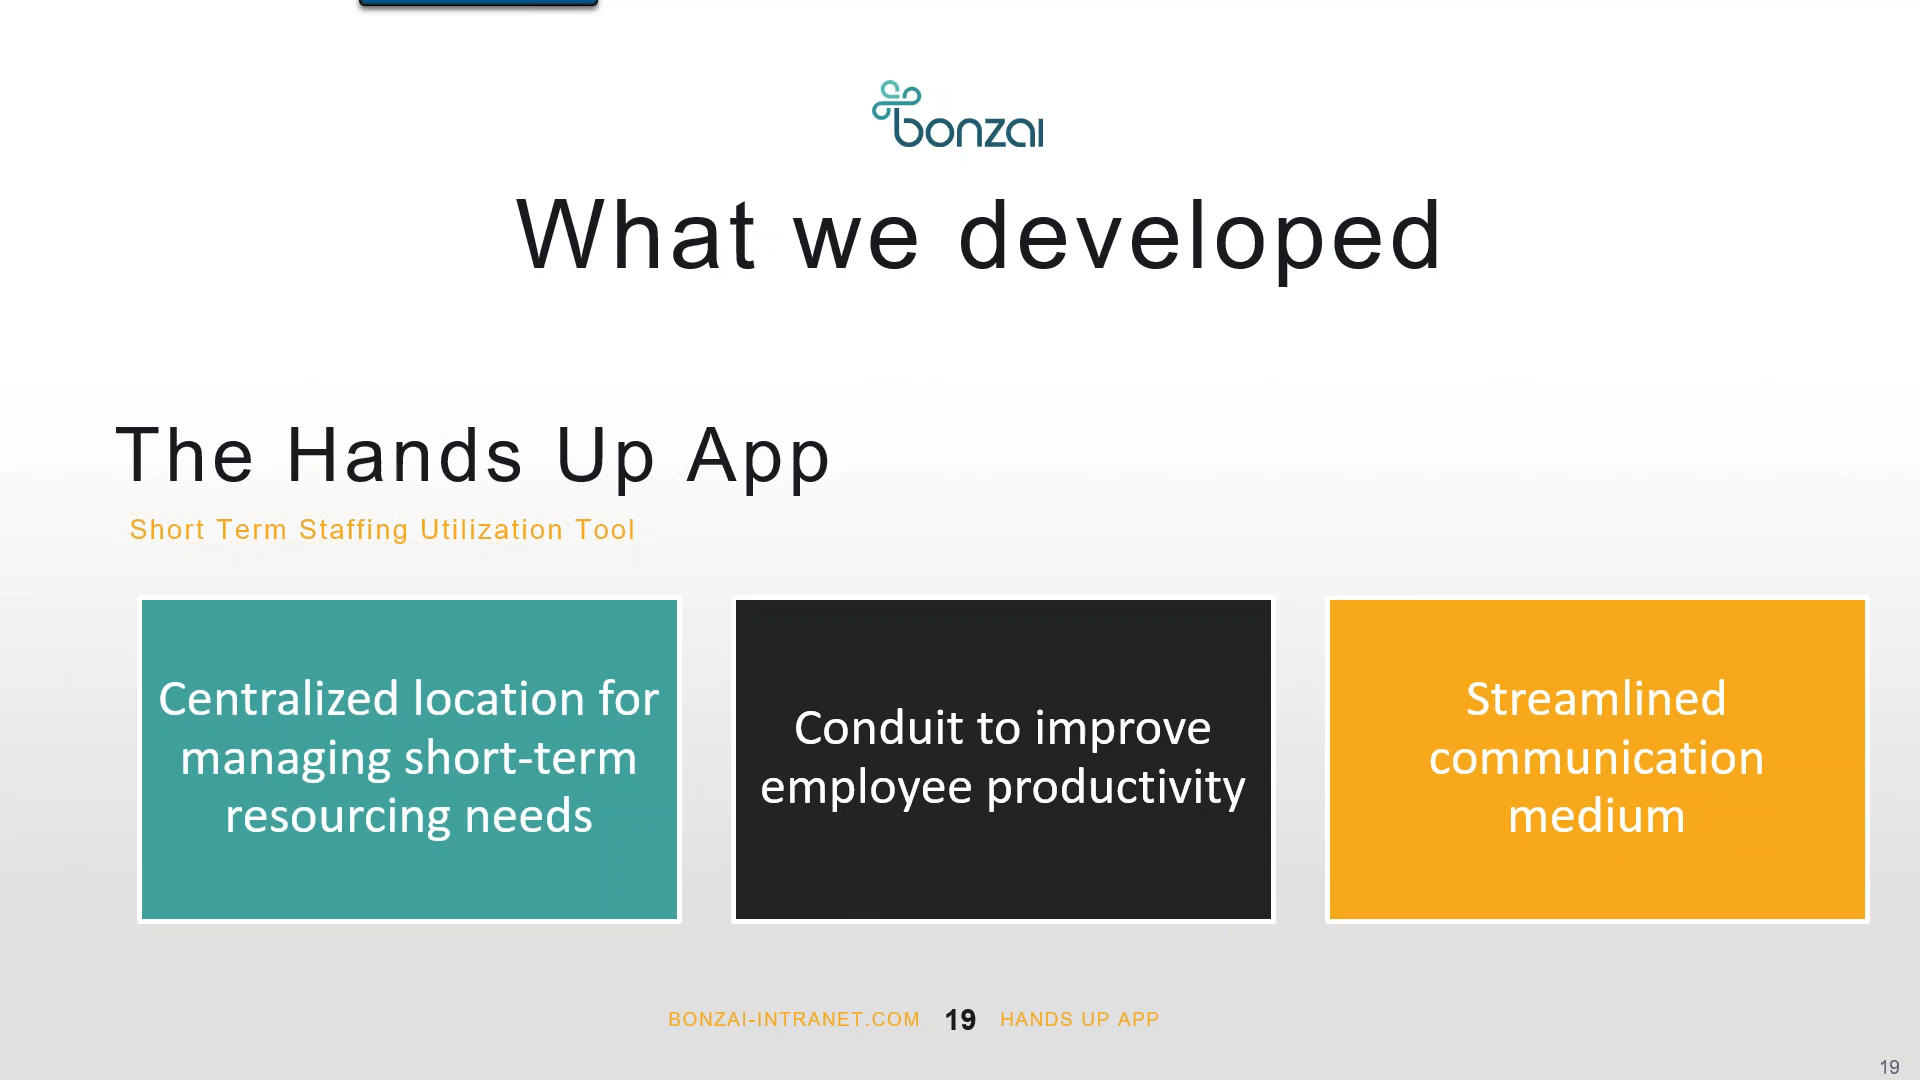 bonzai
What we developed
The Hands Up App
Short Term Staffing Utilization Tool
Centralized location for
managing short-term
resourcing needs
Conduit to improve
employee productivity
Streamlined
communication
medium
BONZAI-INTRANET.COM 19 HANDS UP APP
19